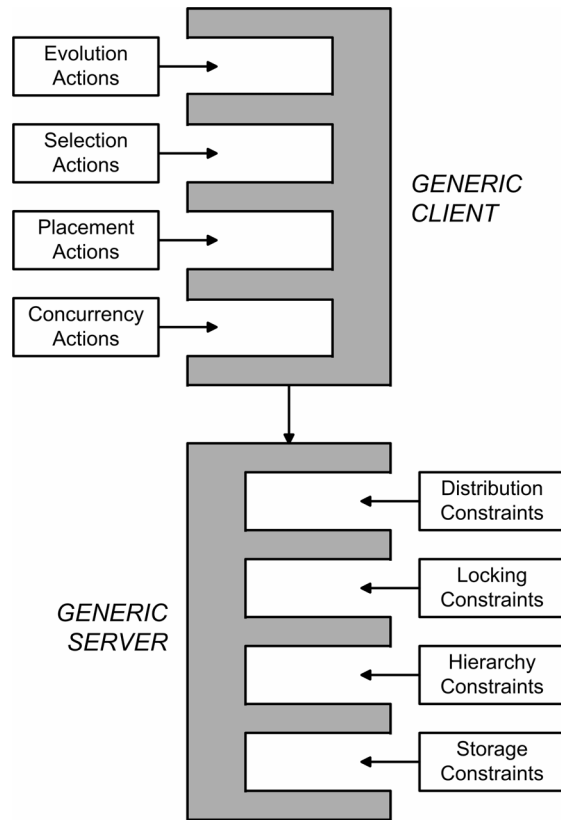 Evolution
Actions
Selection
Actions
Placement
Actions
Concurrency
Actions
GENERIC
CLIENT
Distribution
Constraints
Locking
Constraints
GENERIC
SERVER
Hierarchy
Constraints
Storage
Constraints